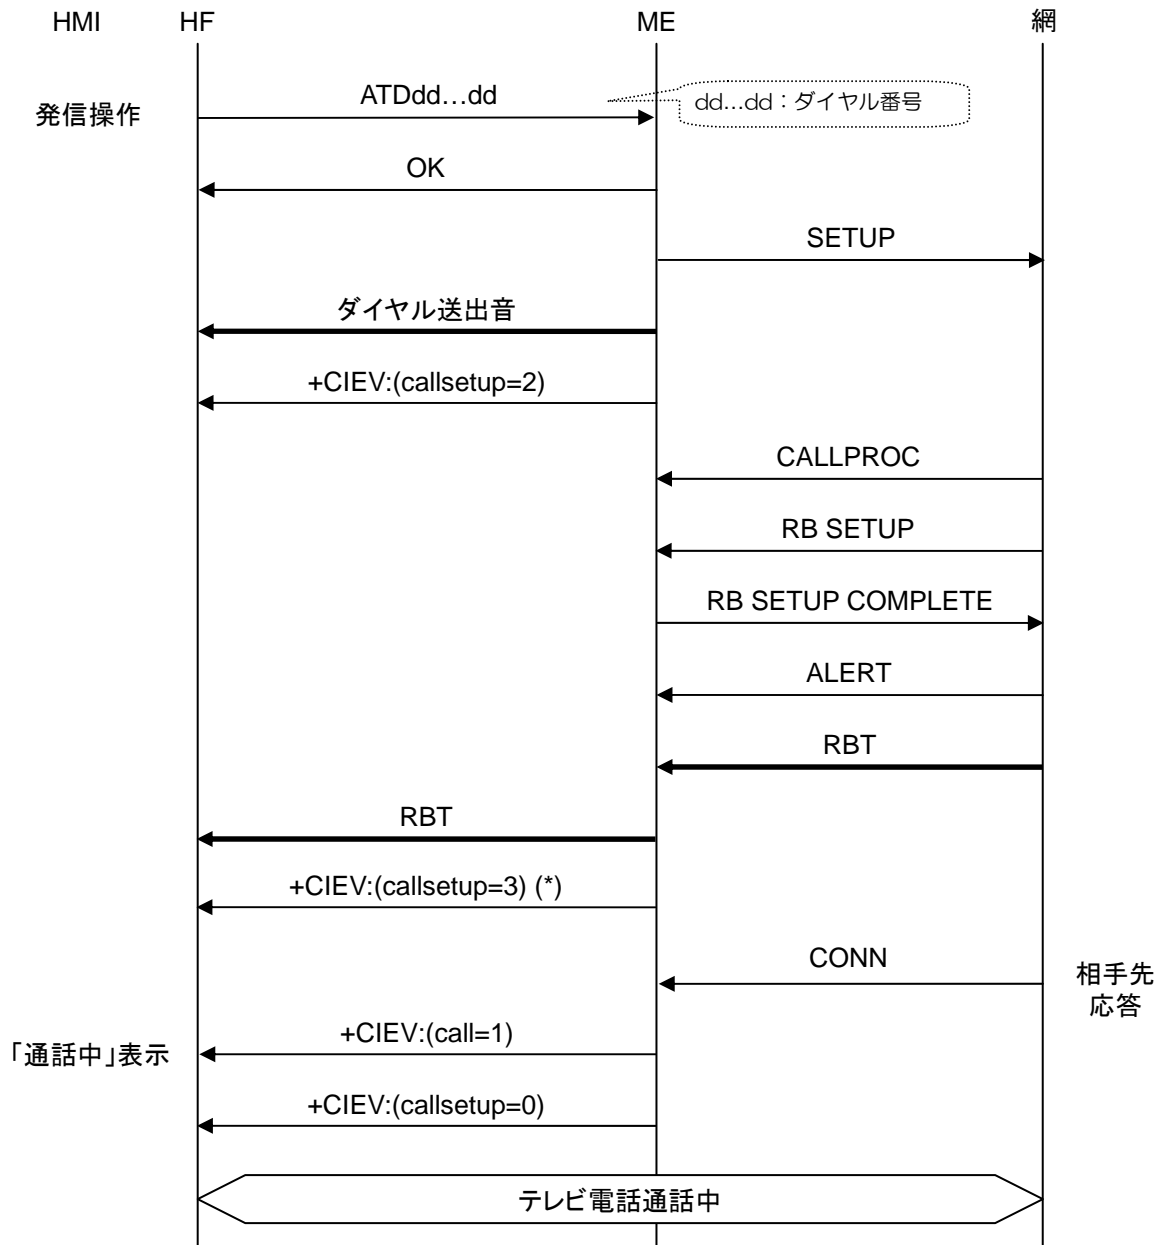 HMI HF ME 網
ATDdd…dd
dd…dd：ダイヤル番号
発信操作
OK
SETUP
ダイヤル送出音
+CIEV:(callsetup=2)
CALLPROC
RB SETUP
RB SETUP COMPLETE
ALERT
RBT
RBT
+CIEV:(callsetup=3) (*)
CONN
相手先
応答
+CIEV:(call=1)
「通話中」表示
+CIEV:(callsetup=0)
テレビ電話通話中